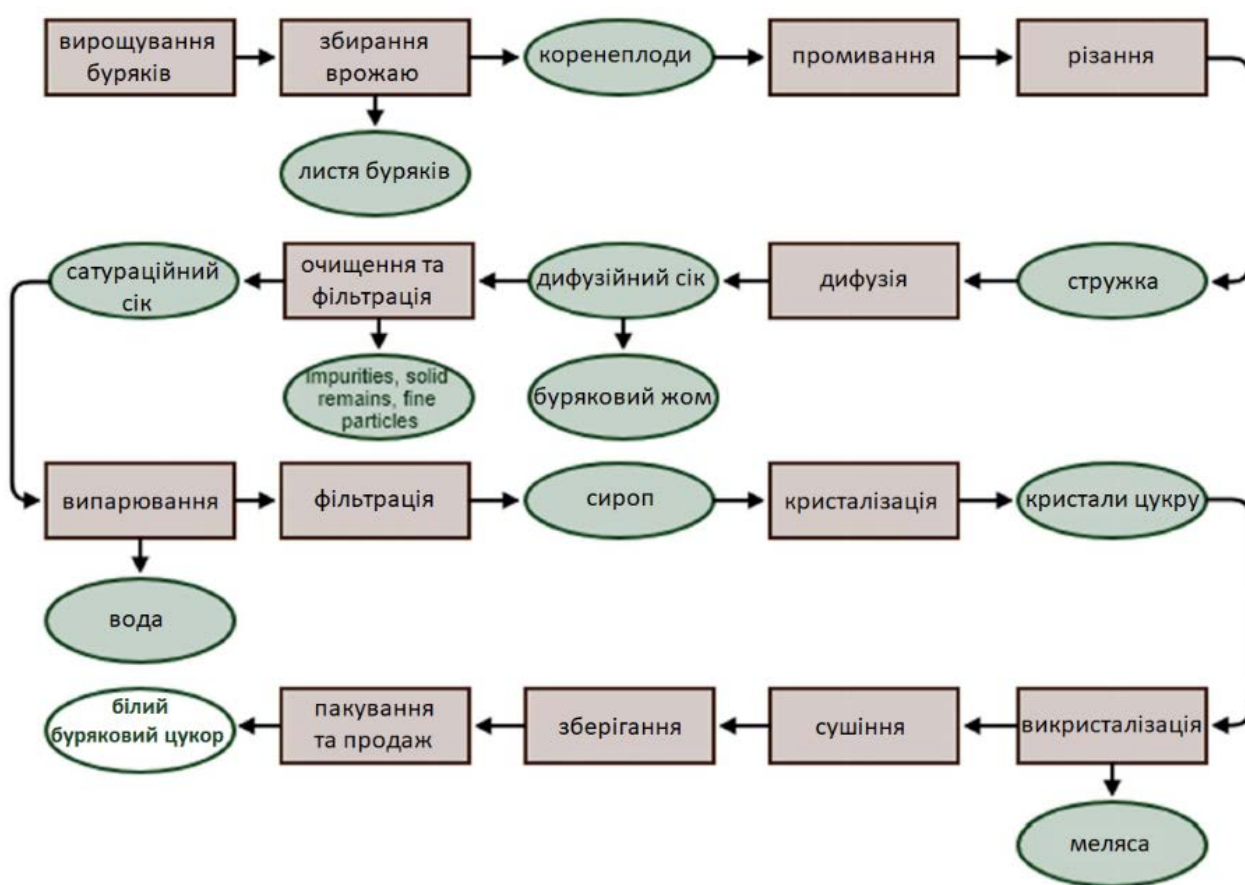 вирощування
буряків
збирання
врожаю
коренеплоди
промивання
різання
листя буряків
сатураційний
сік
очищення та
фільтрація
дифузійний сік
дифузія
стружка
impurities, solid
remains, fine
particles
буряковий жом
випарювання
фільтрація
сироп
кристалізація
кристали цукру
вода
білий
буряковий цукор
пакування
та продаж
зберігання
сушіння
викристалізація
меляса